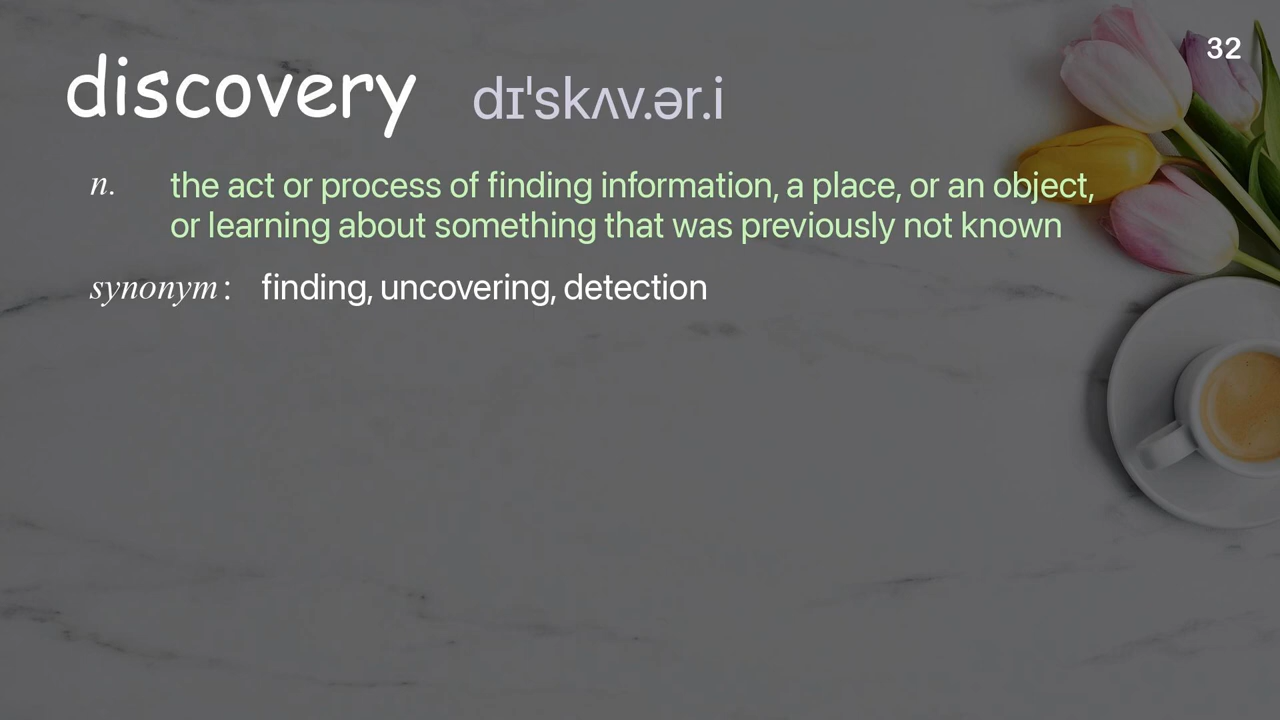 32
discovery dɪˈskʌv.ər.i
n. the act or process of finding information, a place, or an object,
or learning about something that was previously not known
synonym: finding, uncovering, detection